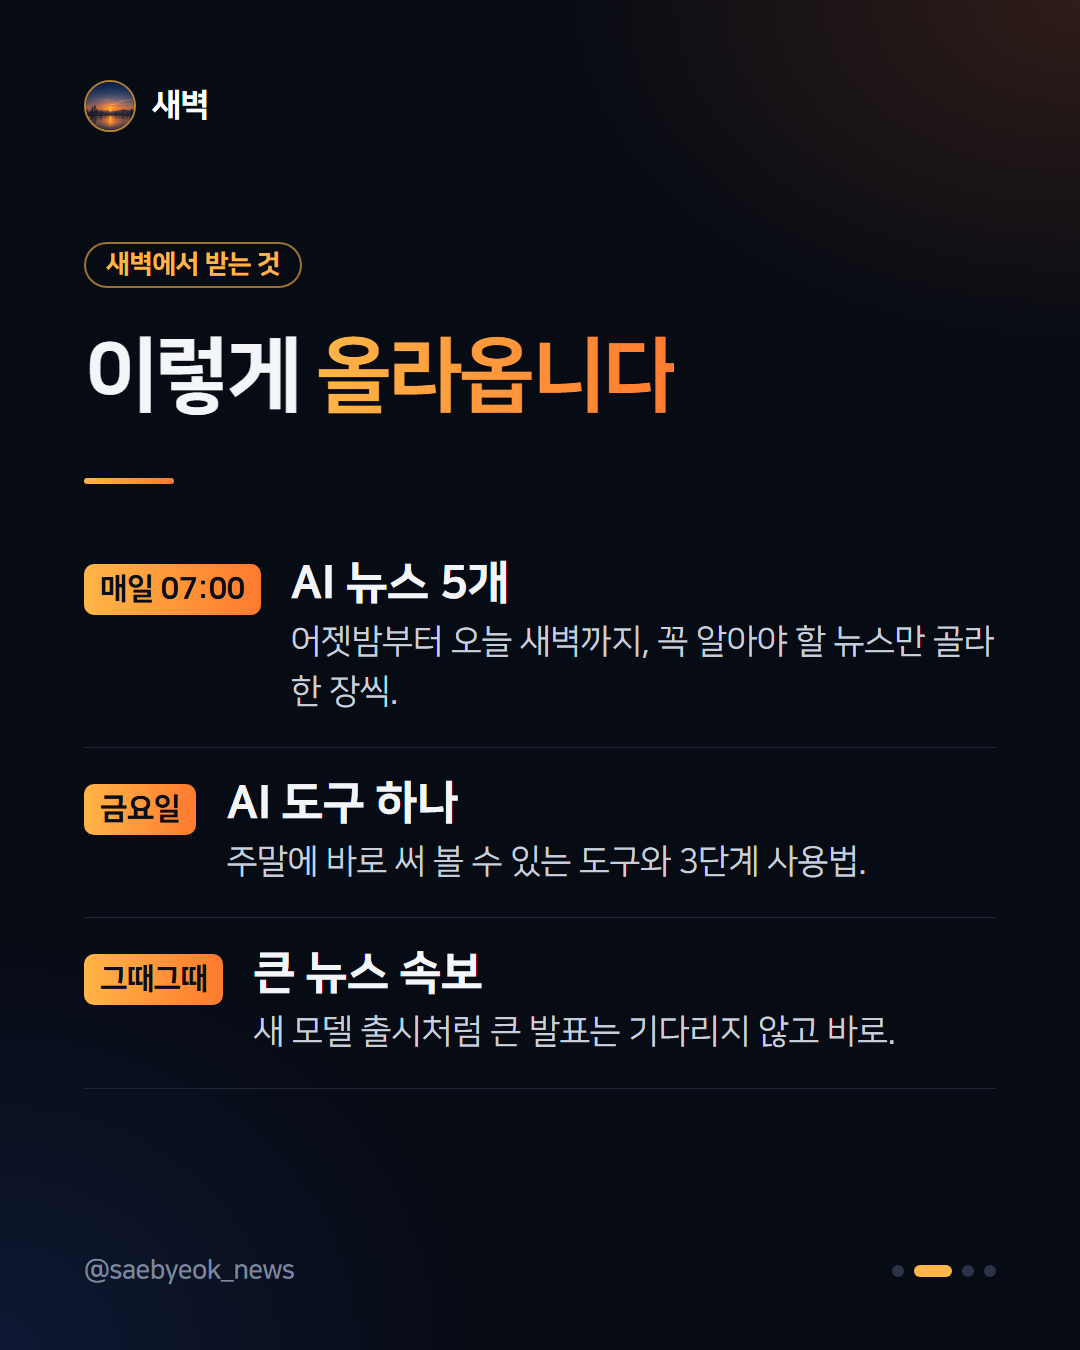 새벽
새벽에서 받는 것
이렇게 올라옵니다
매일 07:00
AI 뉴스 5개
어젯밤부터 오늘 새벽까지, 꼭 알아야 할 뉴스만 골라
한 장씩.
금요일
AI 도구 하나
주말에 바로 써 볼 수 있는 도구와 3단계 사용법.
그때그때
큰 뉴스 속보
새 모델 출시처럼 큰 발표는 기다리지 않고 바로.
@saebyeok_news